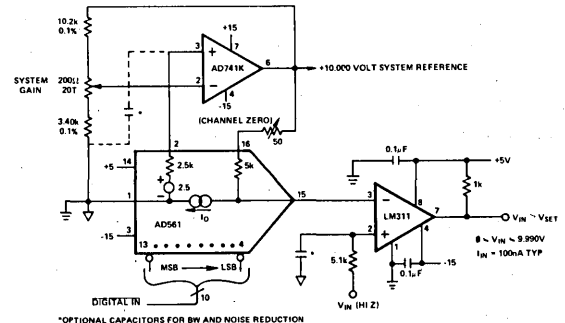 10.2k
0.1%
+15
3
7
+
AD741K
6
+10.000 VOLT SYSTEM REFERENCE
SYSTEM
GAIN
200Ω
20T
2
−
4
-15
*
(CHANNEL ZERO)
50
3.40k
0.1%
2
16
14
+5
2.5k
+
2.5
−
5k
1
IO
15
AD561
3
-15
13
4
MSB
LSB
10
DIGITAL IN
0.1μF
+5V
1k
8
3
−
LM311
7
2
+
1
4
VIN ~ VSET
IIN = 100nA TYP
*
5.1k
0.1μF
-15
VIN (HI Z)
*OPTIONAL CAPACITORS FOR BW AND NOISE REDUCTION